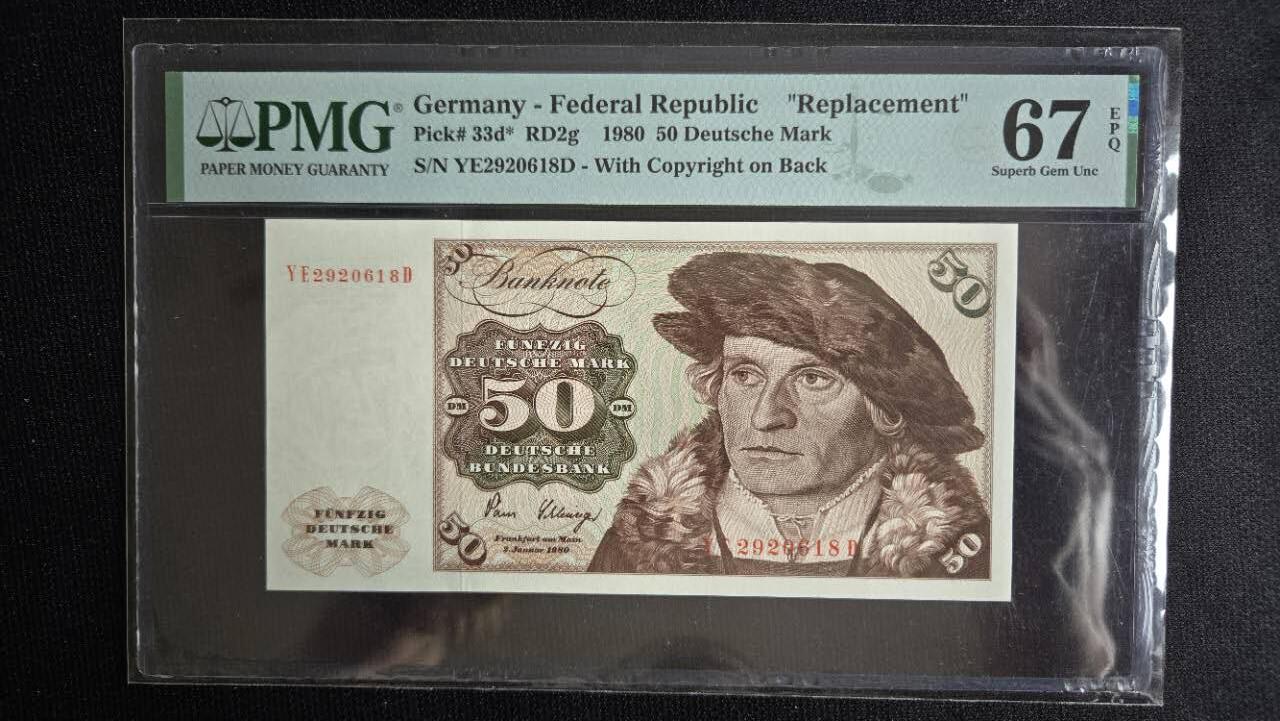 PMG®
PAPER MONEY GUARANTY
Germany - Federal Republic "Replacement"
Pick# 33d* RD2g 1980 50 Deutsche Mark
S/N YE2920618D - With Copyright on Back
67
EPQ
Superb Gem Unc
YE2920618D
50
Banknote
50
FÜNFZIG
DEUTSCHE MARK
DM 50 DM
DEUTSCHE
BUNDESBANK
Frankfurt am Main
2. Januar 1980
FÜNFZIG
DEUTSCHE
MARK
50
YE2920618D
50